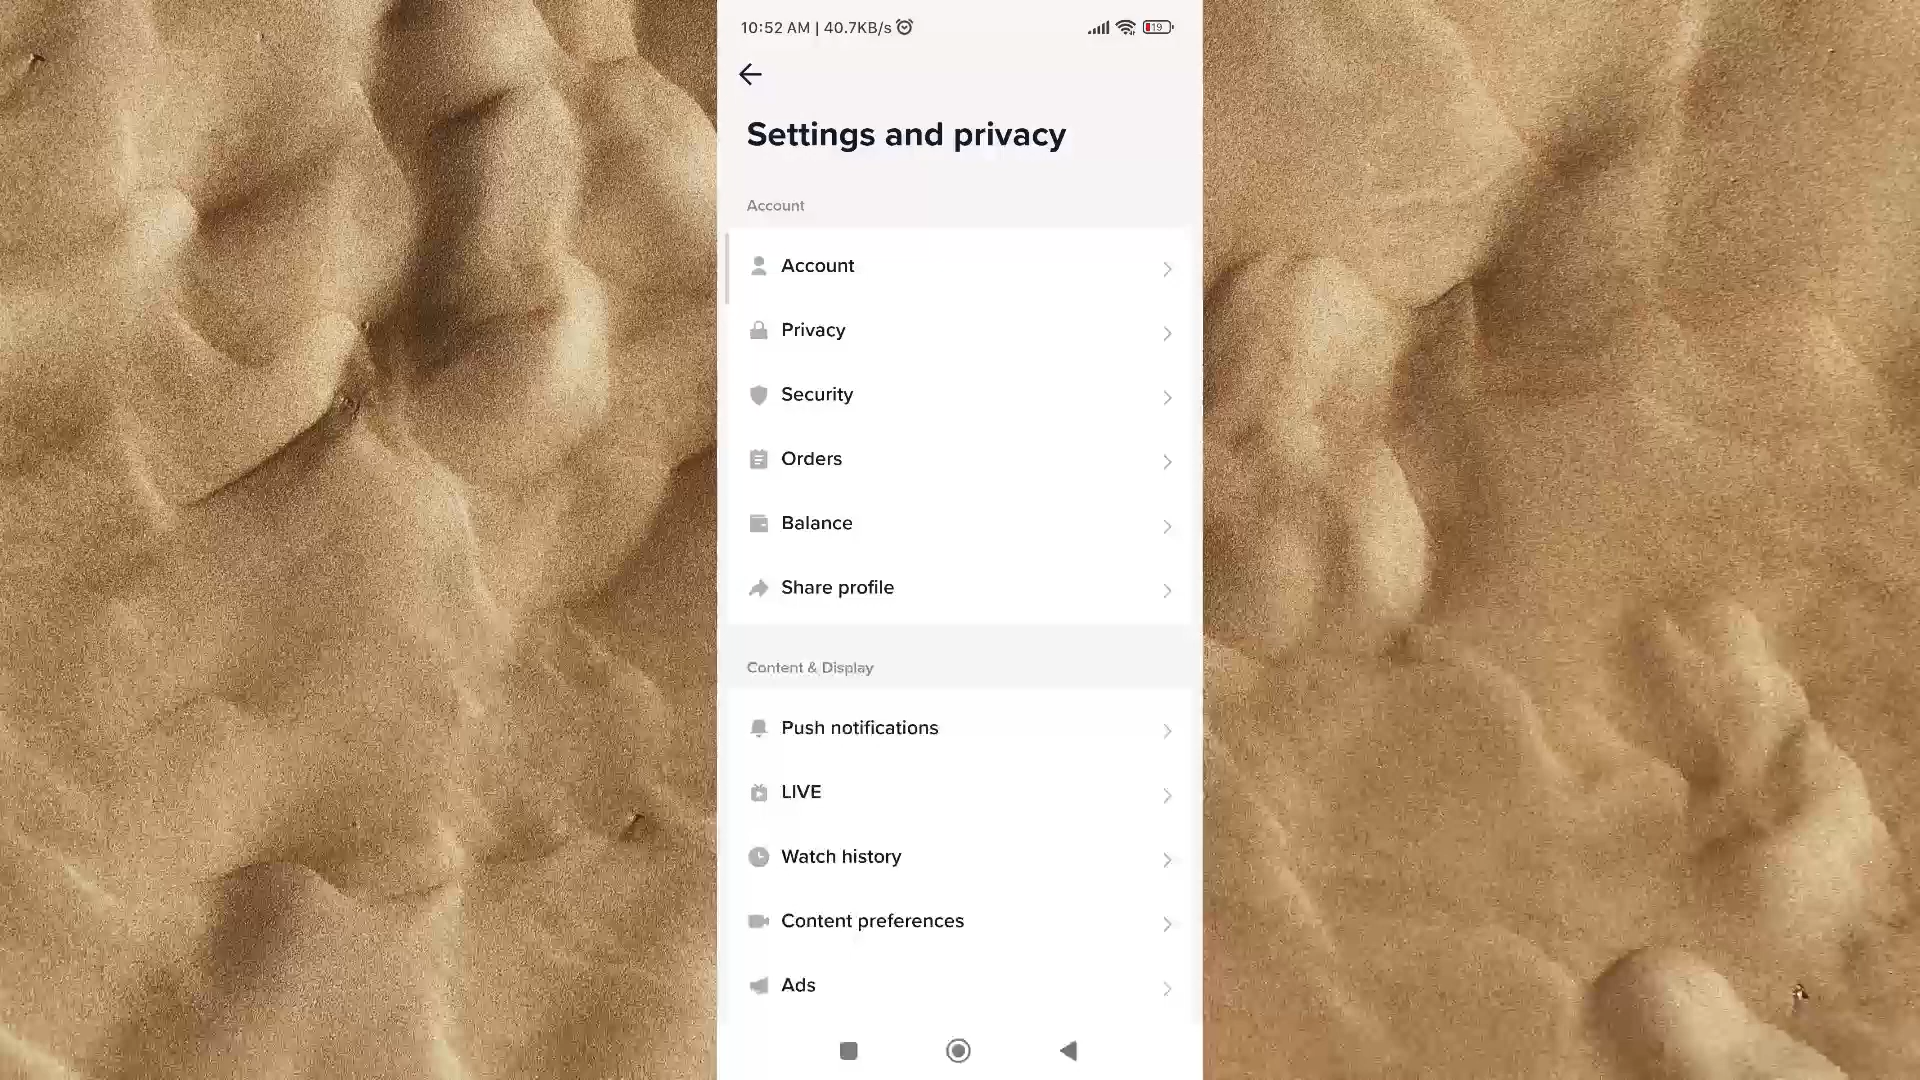 10:52 AM | 40.7KB/s
19
Settings and privacy
Account
Account
Privacy
Security
Orders
Balance
Share profile
Content & Display
Push notifications
LIVE
Watch history
Content preferences
Ads